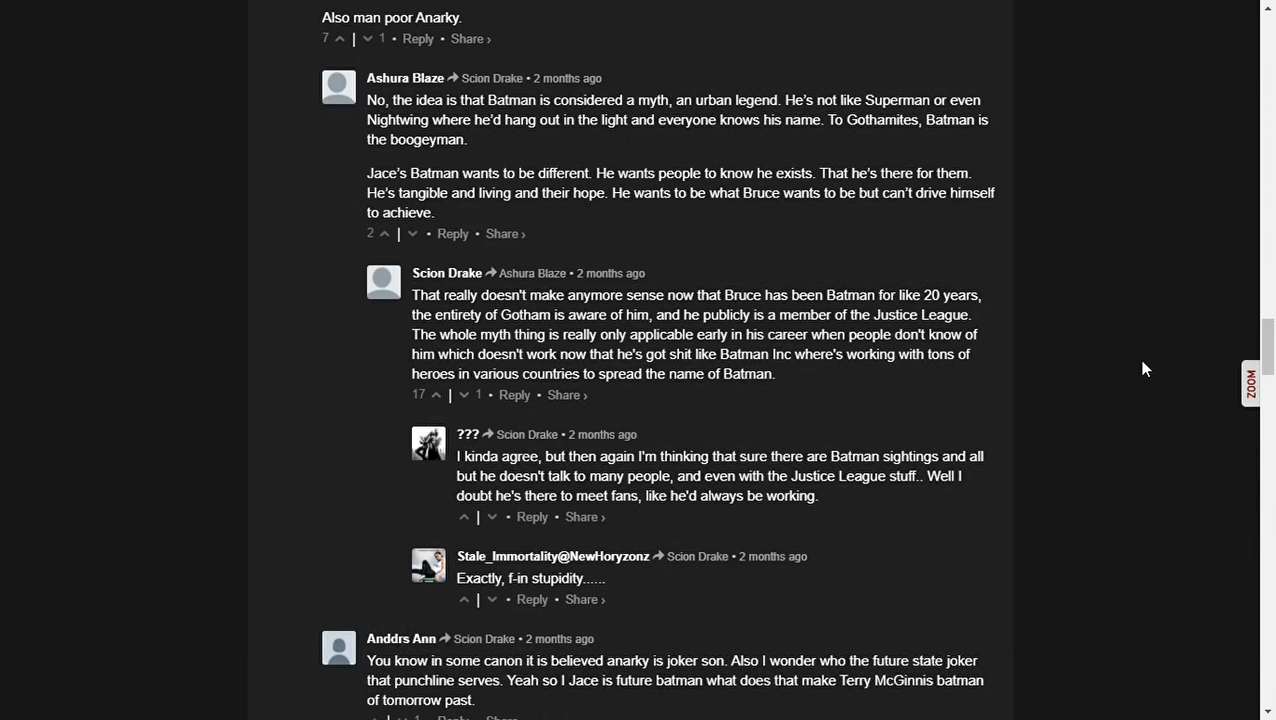 Also man poor Anarky.
7 | 1 • Reply Share ›
Ashura Blaze Scion Drake • 2 months ago
No, the idea is that Batman is considered a myth, an urban legend. He’s not like Superman or even
Nightwing where he’d hang out in the light and everyone knows his name. To Gothamites, Batman is
the boogeyman.
Jace’s Batman wants to be different. He wants people to know he exists. That he’s there for them.
He’s tangible and living and their hope. He wants to be what Bruce wants to be but can’t drive himself
to achieve.
2 | • Reply • Share ›
Scion Drake Ashura Blaze • 2 months ago
That really doesn't make anymore sense now that Bruce has been Batman for like 20 years,
the entirety of Gotham is aware of him, and he publicly is a member of the Justice League.
The whole myth thing is really only applicable early in his career when people don't know of
him which doesn't work now that he's got shit like Batman Inc where's working with tons of
heroes in various countries to spread the name of Batman.
17 | 1 • Reply • Share ›
??? Scion Drake • 2 months ago
I kinda agree, but then again I'm thinking that sure there are Batman sightings and all
but he doesn't talk to many people, and even with the Justice League stuff.. Well I
doubt he's there to meet fans, like he'd always be working.
| • Reply • Share ›
Stale_Immortality@NewHoryzonz Scion Drake • 2 months ago
Exactly, f-in stupidity......
| • Reply • Share ›
Anddrs Ann Scion Drake • 2 months ago
You know in some canon it is believed anarky is joker son. Also I wonder who the future state joker
that punchline serves. Yeah so I Jace is future batman what does that make Terry McGinnis batman
of tomorrow past.
1 • Reply • Share ›
ZOOM